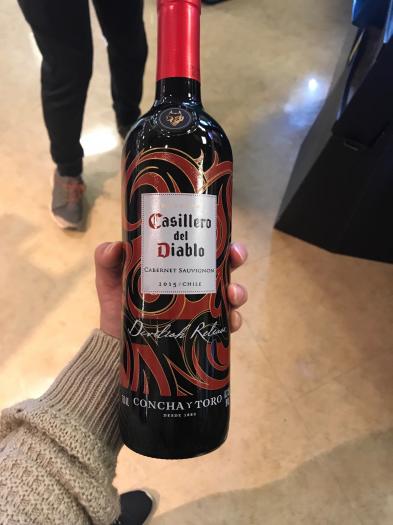 Casillero
del
Diablo
CABERNET SAUVIGNON
2015/CHILE
Devilish Release
CONCHA Y TORO
DESDE 1883